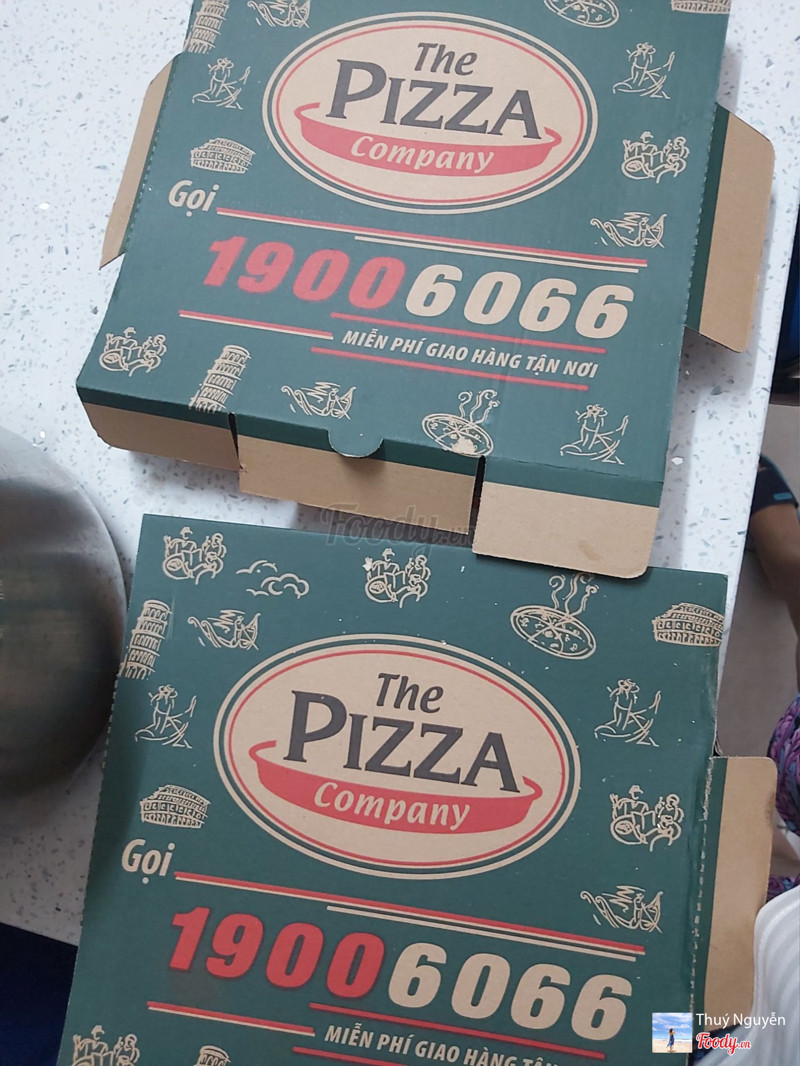 The
PIZZA
Company
Gọi
19006066
MIỄN PHÍ GIAO HÀNG TẬN NƠI
Foody.vn
The
PIZZA
Company
Gọi
19006066
MIỄN PHÍ GIAO HÀNG TẬN
Thuý Nguyễn
Foody.vn